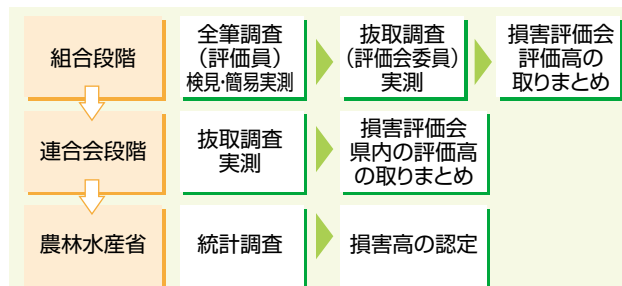 組合段階
全筆調査
（評価員）
検見・簡易実測
抜取調査
（評価会委員）
実測
損害評価会
評価高の
取りまとめ
連合会段階
抜取調査
実測
損害評価会
県内の評価高
の取りまとめ
農林水産省
統計調査
損害高の認定